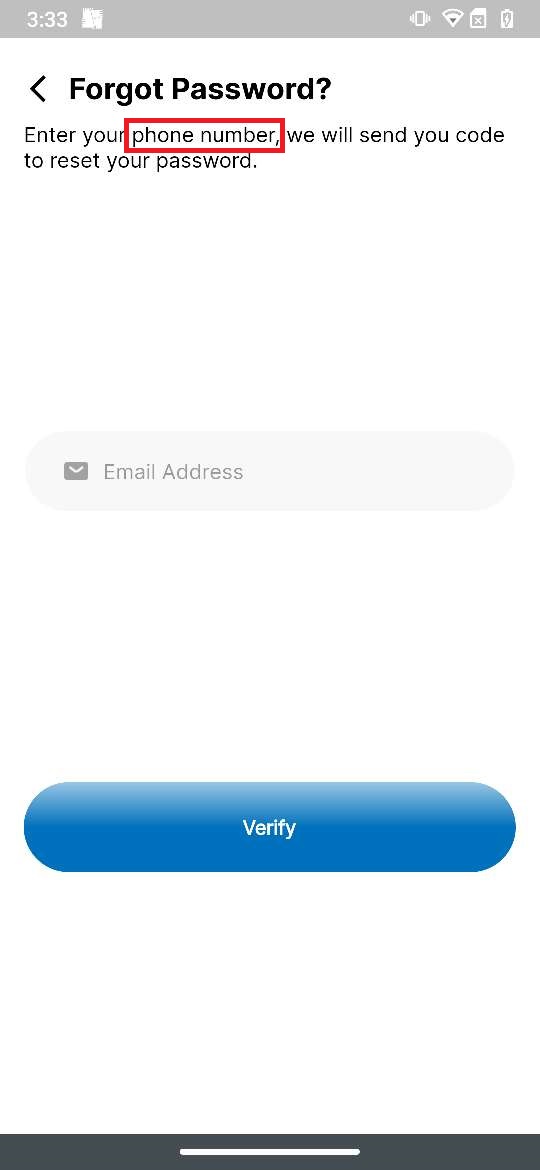 3:33
Forgot Password?
Enter your phone number, we will send you code
to reset your password.
Email Address
Verify